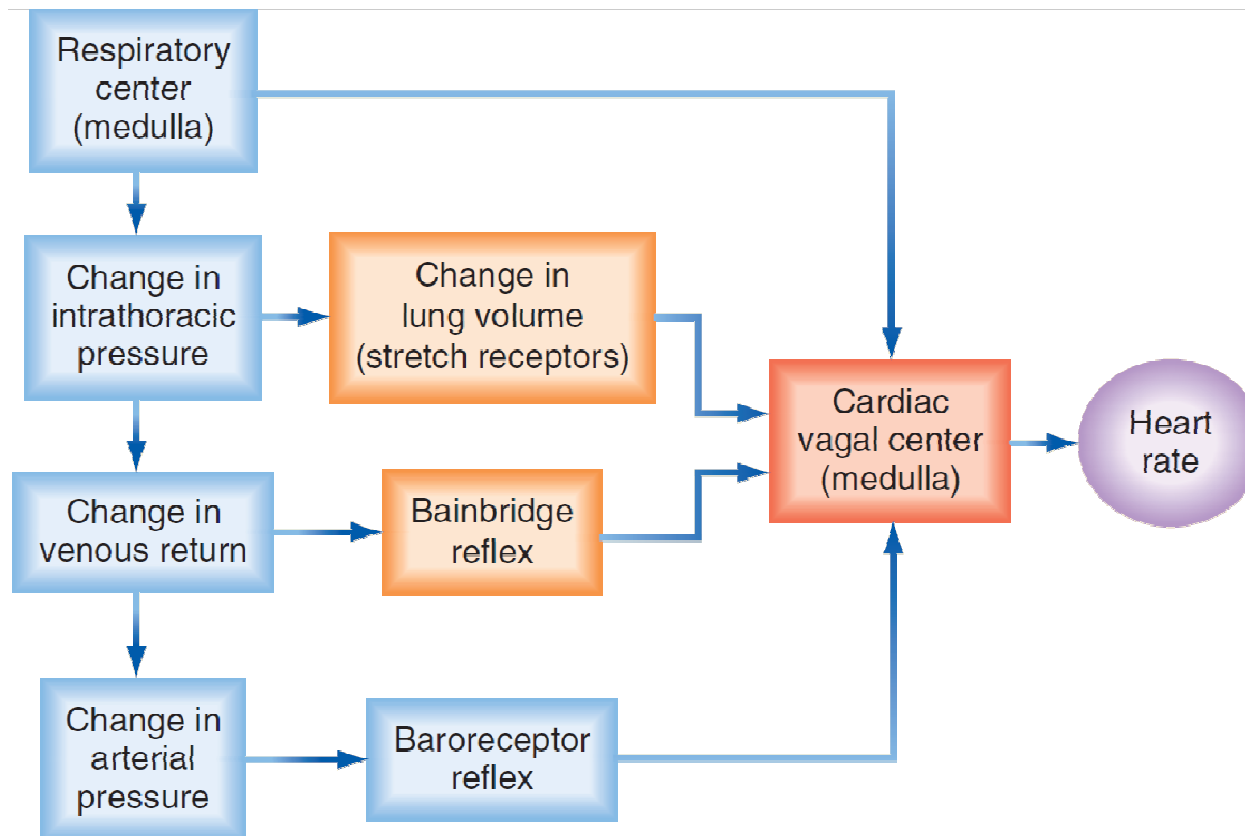 Respiratory
center
(medulla)
Change in
intrathoracic
pressure
Change in
lung volume
(stretch receptors)
Cardiac
vagal center
(medulla)
Heart
rate
Change in
venous return
Bainbridge
reflex
Change in
arterial
pressure
Baroreceptor
reflex